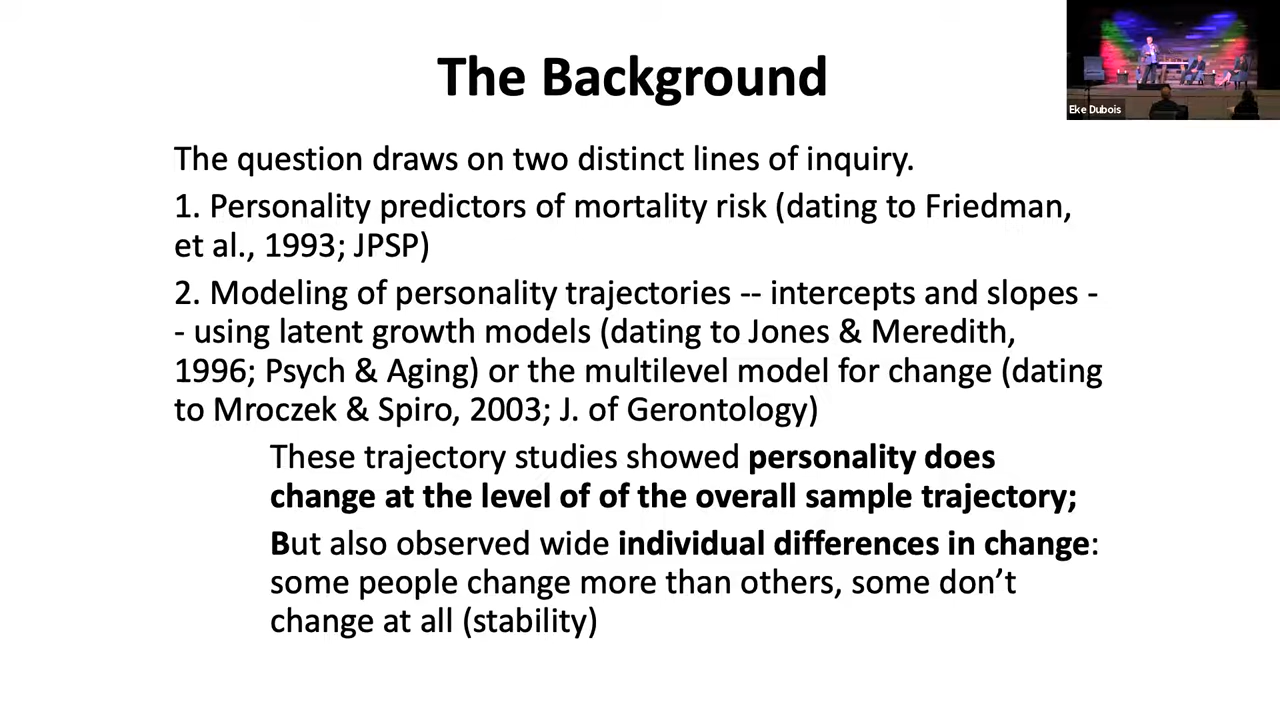 The Background
Eke Dubois
The question draws on two distinct lines of inquiry.
1. Personality predictors of mortality risk (dating to Friedman,
et al., 1993; JPSP)
2. Modeling of personality trajectories -- intercepts and slopes -
- using latent growth models (dating to Jones & Meredith,
1996; Psych & Aging) or the multilevel model for change (dating
to Mroczek & Spiro, 2003; J. of Gerontology)
These trajectory studies showed personality does
change at the level of of the overall sample trajectory;
But also observed wide individual differences in change:
some people change more than others, some don’t
change at all (stability)